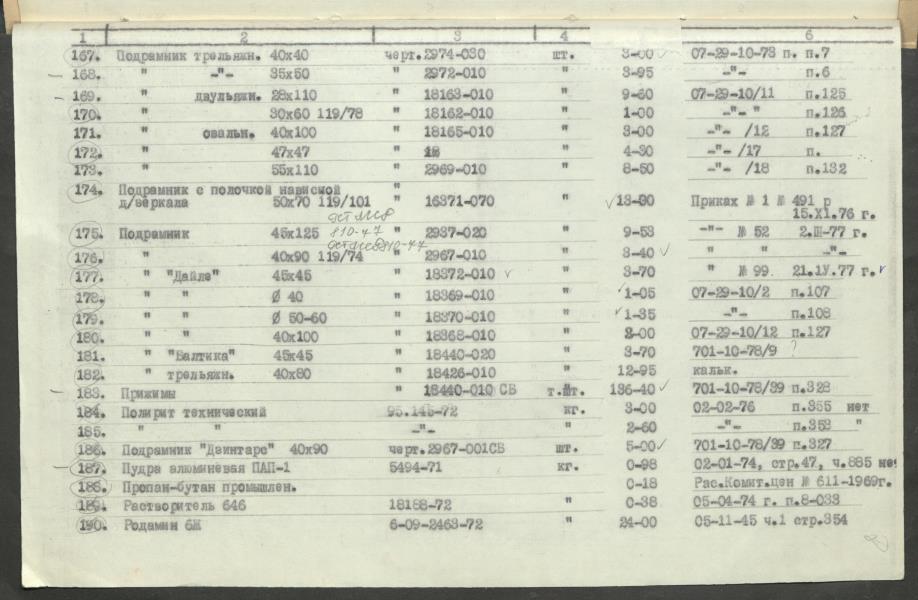 1 2 3 4 6
167. Подрамник трельяжн. 40х40 черт.2974-030 шт. 3-00 07-29-10-73 п. п.7
168. " -"- 35х50 " 2972-010 " 3-95 -"- п.6
169. " двульяжн. 28х110 " 18163-010 " 9-60 07-29-10/11 п.125
170. " 30х60 119/78 " 18162-010 " 1-00 -"- " п.126
171. " овальн. 40х100 " 18165-010 " 3-00 -"- /12 п.127
172. " 47х47 " " 4-30 -"- /17 п.
173. " 55х110 " 2969-010 " 8-50 -"- /18 п.132
174. Подрамник с полочкой нависной "
д/зеркала 50х70 119/101 16371-070 " 13-90 Приказ № 1 № 491 р
15.XI.76 г.
175. Подрамник 45х125 810-47 " 2937-020 " 9-53 -"- № 52 2.III-77 г.
176. " 40х90 119/74 " 2967-010 " 3-40 " " -"-
177. " "Дайле" 45х45 " 18372-010 " 3-70 " № 99 21.IV.77 г.
178. " " Ø 40 " 18369-010 " 1-05 07-29-10/2 п.107
179. " " Ø 50-60 " 18370-010 " 1-35 -"- п.108
180. " " 40х100 " 18368-010 " 2-00 07-29-10/12 п.127
181. " "Балтика" 45х45 " 18440-020 " 3-70 701-10-78/9 ?
182. " трельяжн. 40х80 " 18426-010 " 12-95 кальк.
183. Прижимы " 18440-010 СБ т.шт. 136-40 701-10-78/39 п.328
184. Полирит технический 95.145-72 кг. 3-00 02-02-76 п.355 нет
185. " " -"- " 2-60 -"- п.353 "
186. Подрамник "Дзинтарс" 40х90 черт.2967-001СБ шт. 5-00 701-10-78/39 п.327
187. Пудра алюминевая ПАП-1 5494-71 кг. 0-98 02-01-74, стр.47, ч.885 нет
188. Пропан-бутан промышлен. 0-18 Рас.Комит.цен № 611-1969г.
189. Растворитель 646 18188-72 " 0-38 05-04-74 г. п.8-033
190. Родамин 6Ж 6-09-2463-72 " 24-00 05-11-45 ч.1 стр.354